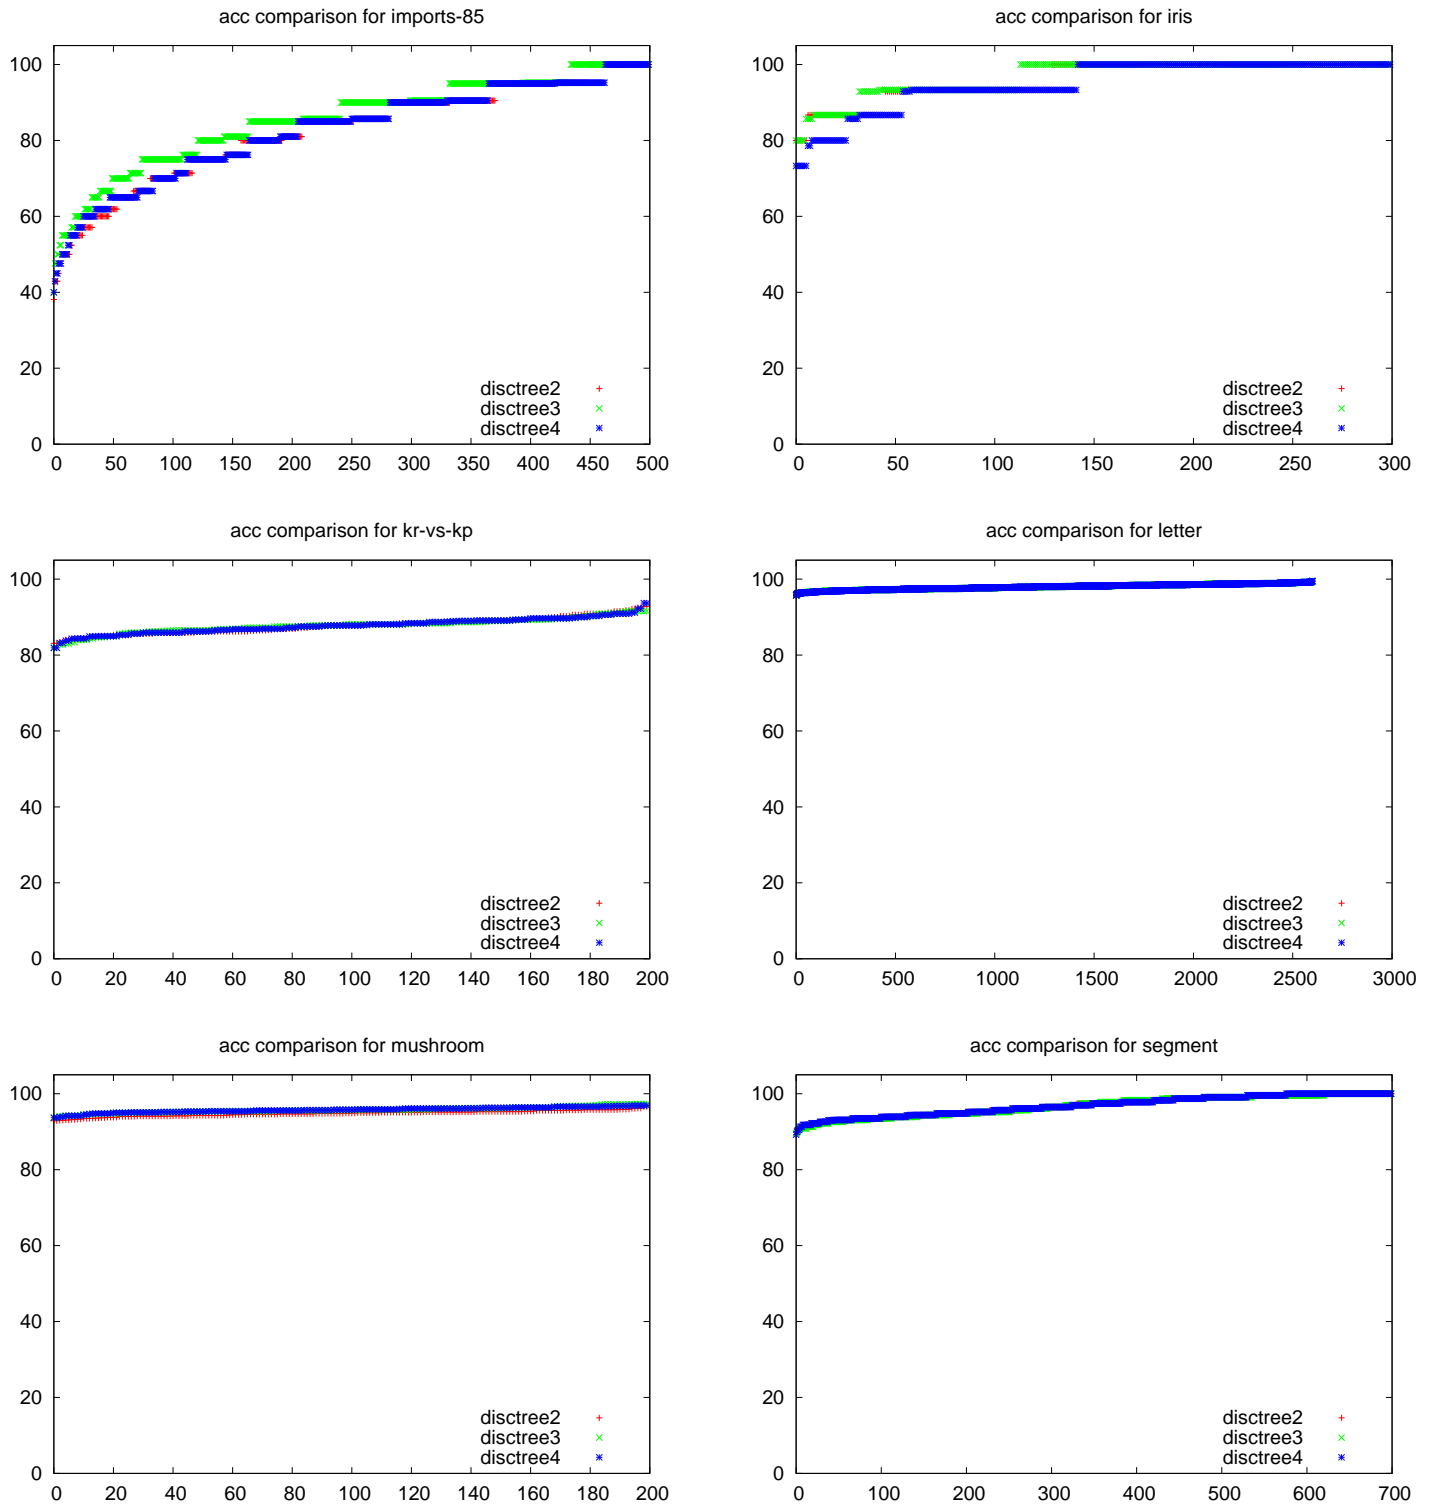 acc comparison for imports-85
100
80
60
40
20
0
0 50 100 150 200 250 300 350 400 450 500
disctree2
disctree3
disctree4
acc comparison for iris
100
80
60
40
20
0
0 50 100 150 200 250 300
disctree2
disctree3
disctree4
acc comparison for kr-vs-kp
100
80
60
40
20
0
0 20 40 60 80 100 120 140 160 180 200
disctree2
disctree3
disctree4
acc comparison for letter
100
80
60
40
20
0
0 500 1000 1500 2000 2500 3000
disctree2
disctree3
disctree4
acc comparison for mushroom
100
80
60
40
20
0
0 20 40 60 80 100 120 140 160 180 200
disctree2
disctree3
disctree4
acc comparison for segment
100
80
60
40
20
0
0 100 200 300 400 500 600 700
disctree2
disctree3
disctree4